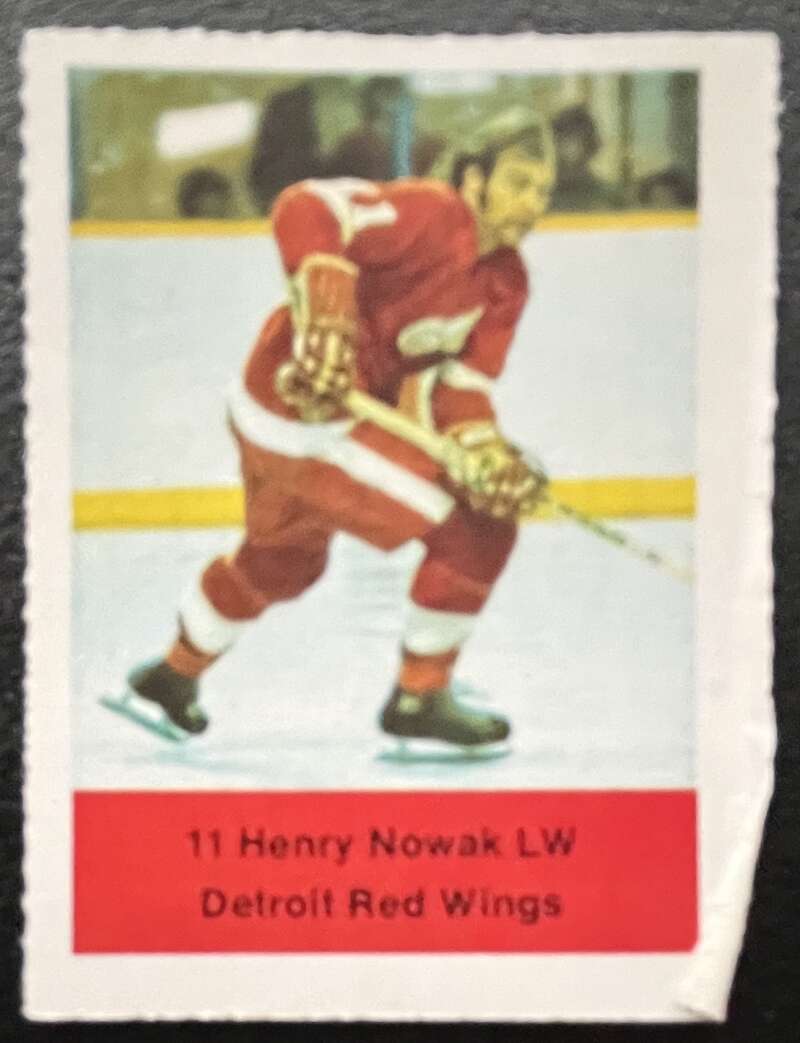 11 Henry Nowak LW
Detroit Red Wings